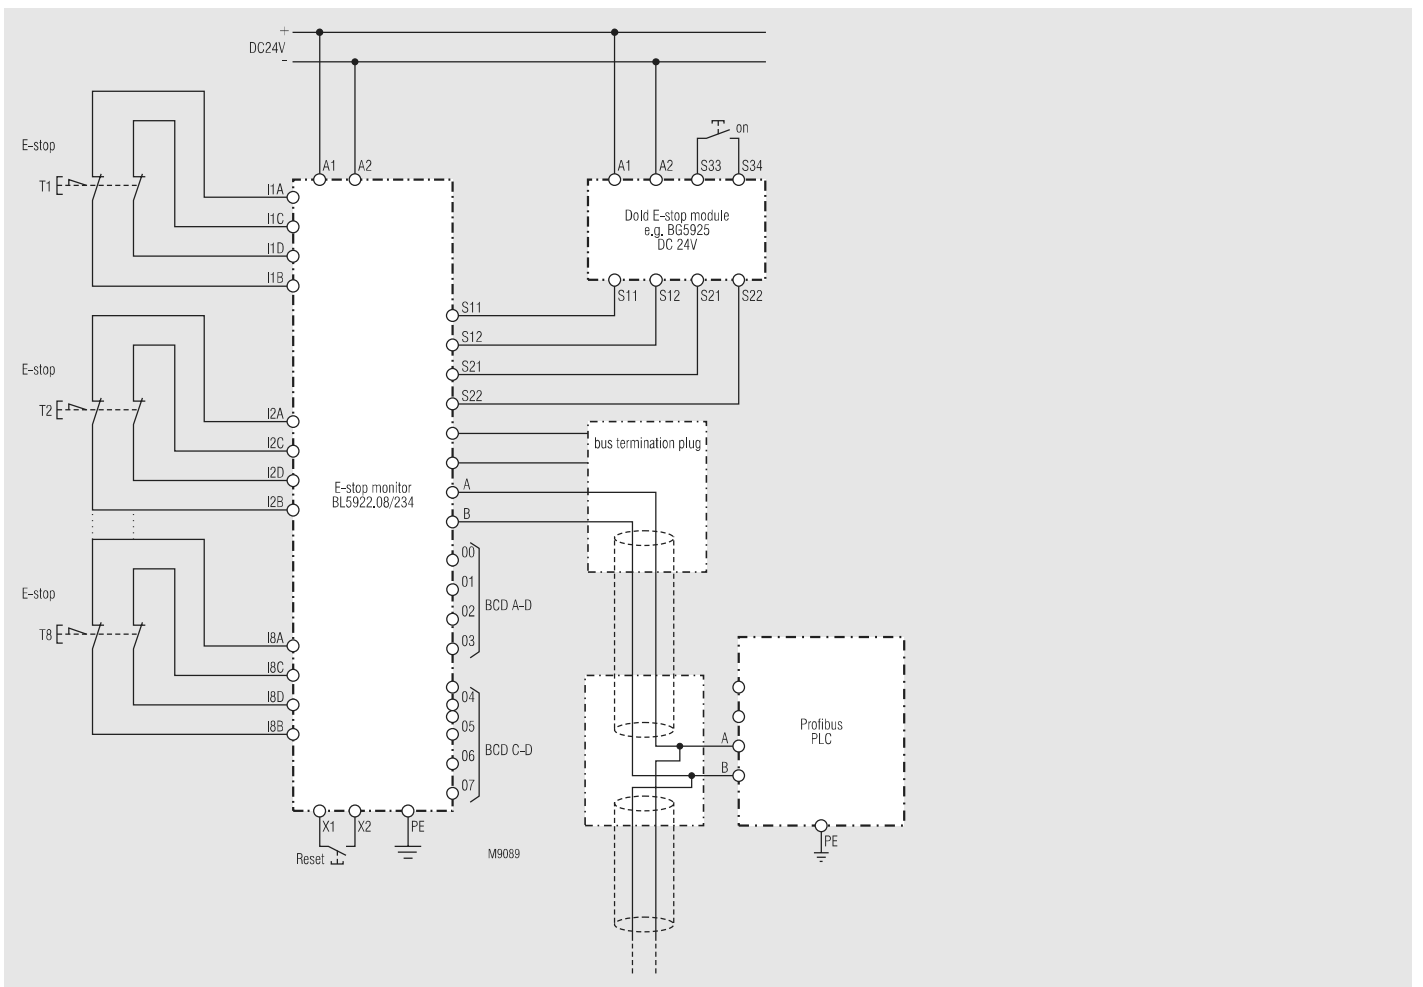 +
DC24V
-
E-stop
T1
I1A
I1C
I1D
I1B
E-stop
T2
I2A
I2C
I2D
I2B
E-stop
T8
I8A
I8C
I8D
I8B
A1
A2
E-stop monitor
BL5922.08/234
S11
S12
S21
S22
A
B
00
01
02
03
BCD A-D
04
05
06
07
BCD C-D
X1
X2
PE
Reset
M9089
A1
A2
S33
S34
on
Dold E-stop module
e.g. BG5925
DC 24V
S11
S12
S21
S22
bus termination plug
A
B
Profibus
PLC
PE